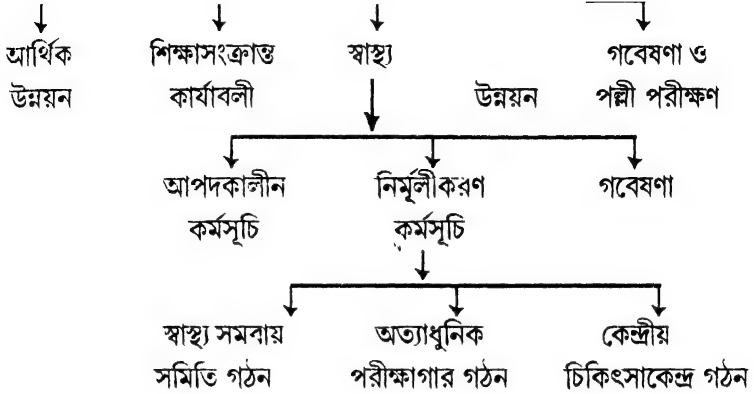 আর্থিক শিক্ষাসংক্রান্ত স্বাস্থ্য গবেষণা ও
উন্নয়ন কার্যাবলী উন্নয়ন পল্লী পরীক্ষণ
আপদকালীন নির্মূলীকরণ গবেষণা
কর্মসূচি কর্মসূচি
স্বাস্থ্য সমবায় অত্যাধুনিক কেন্দ্রীয়
সমিতি গঠন পরীক্ষাগার গঠন চিকিৎসাকেন্দ্র গঠন